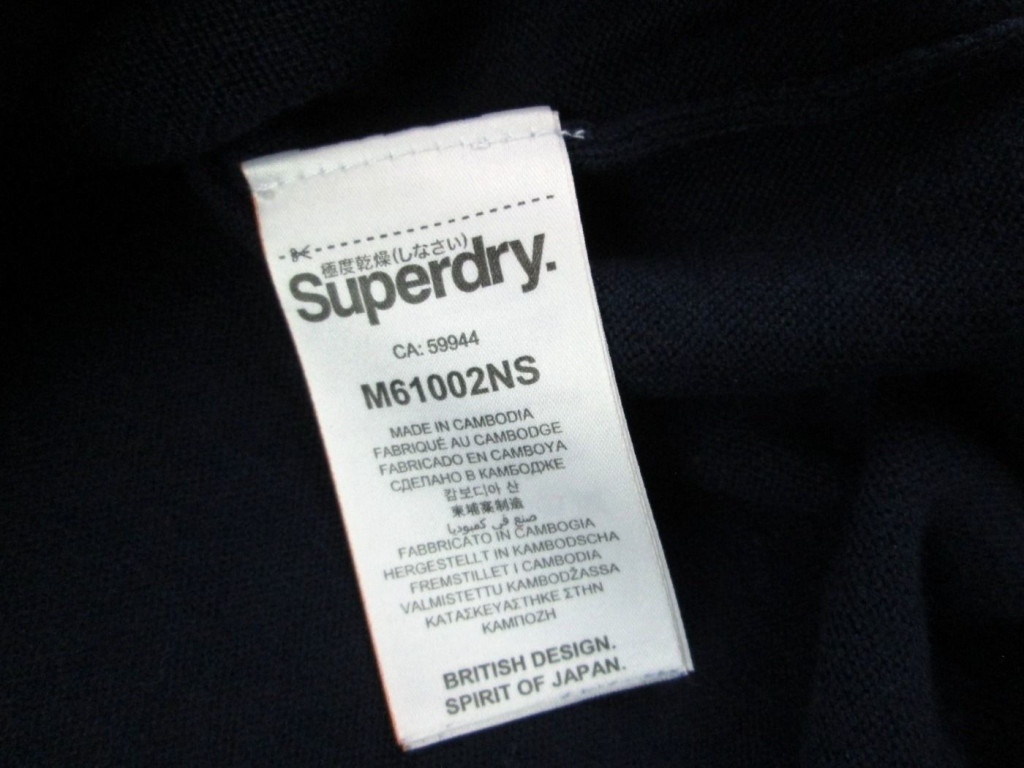 極度乾燥(しなさい)
Superdry.
CA: 59944
M61002NS
MADE IN CAMBODIA
FABRIQUÉ AU CAMBODGE
FABRICADO EN CAMBOYA
СДЕЛАНО В КАМБОДЖЕ
캄보디아 산
柬埔寨制造
صنع في كمبوديا
FABBRICATO IN CAMBOGIA
HERGESTELLT IN KAMBODSCHA
FREMSTILLET I CAMBODIA
VALMISTETTU KAMBODŽASSA
ΚΑΤΑΣΚΕΥΑΣΤΗΚΕ ΣΤΗΝ
ΚΑΜΠΟΖΗ
BRITISH DESIGN.
SPIRIT OF JAPAN.